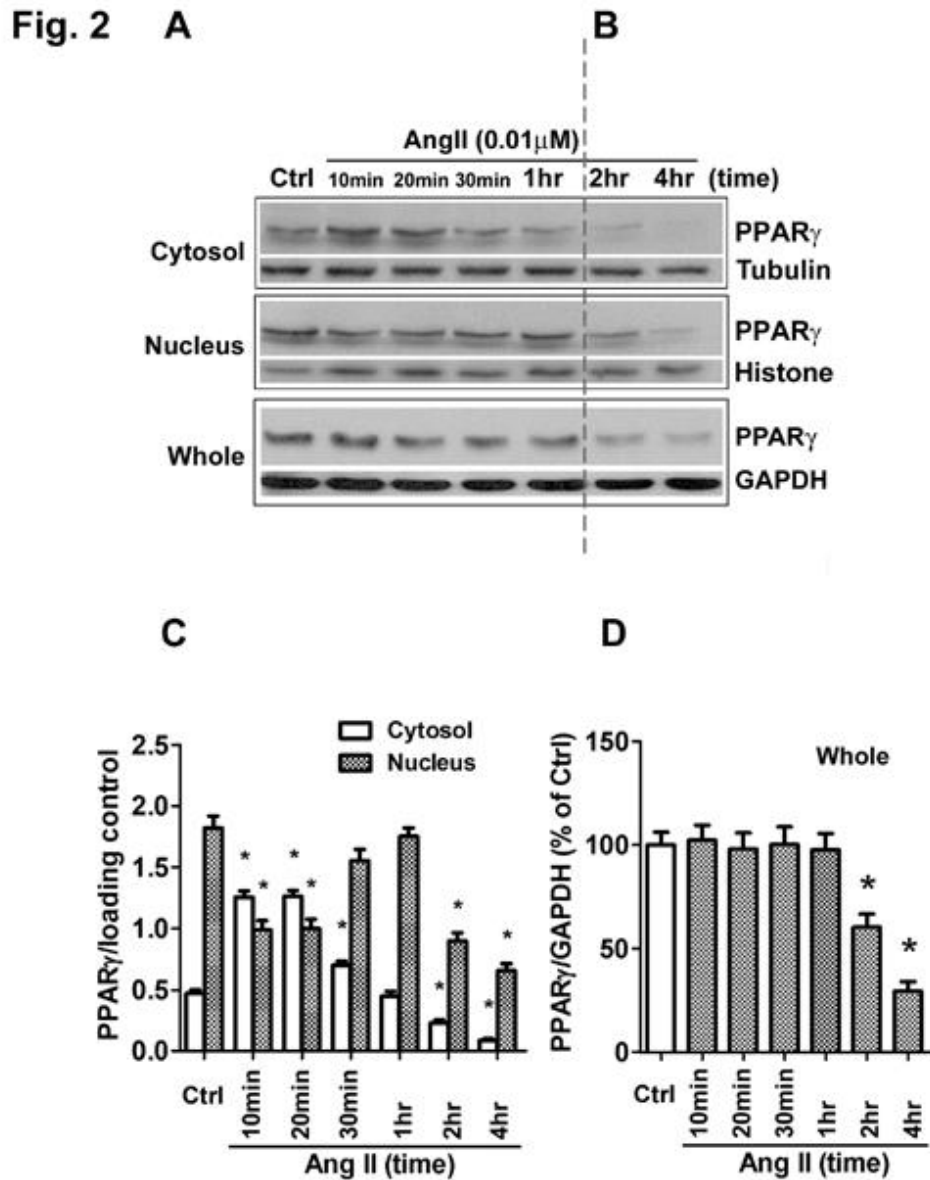 Fig. 2 A B
AngII (0.01μM)
Ctrl 10min 20min 30min 1hr 2hr 4hr (time)
Cytosol
PPARγ
Tubulin
Nucleus
PPARγ
Histone
Whole
PPARγ
GAPDH
C
PPARγ/loading control
Cytosol
Nucleus
2.5
2.0
1.5
1.0
0.5
0.0
* * * * * * * * *
Ctrl 10min 20min 30min 1hr 2hr 4hr
Ang II (time)
D
PPARγ/GAPDH (% of Ctrl)
Whole
150
100
50
0
* *
Ctrl 10min 20min 30min 1hr 2hr 4hr
Ang II (time)